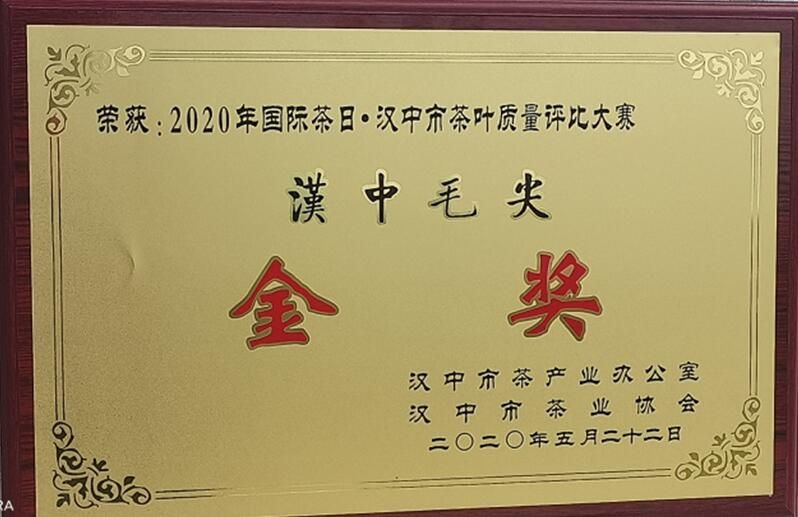 荣获:2020年国际茶日·汉中市茶叶质量评比大赛
漢中毛尖
金奖
汉中市茶产业办公室
汉中市茶业协会
二〇二〇年五月二十二日
RA